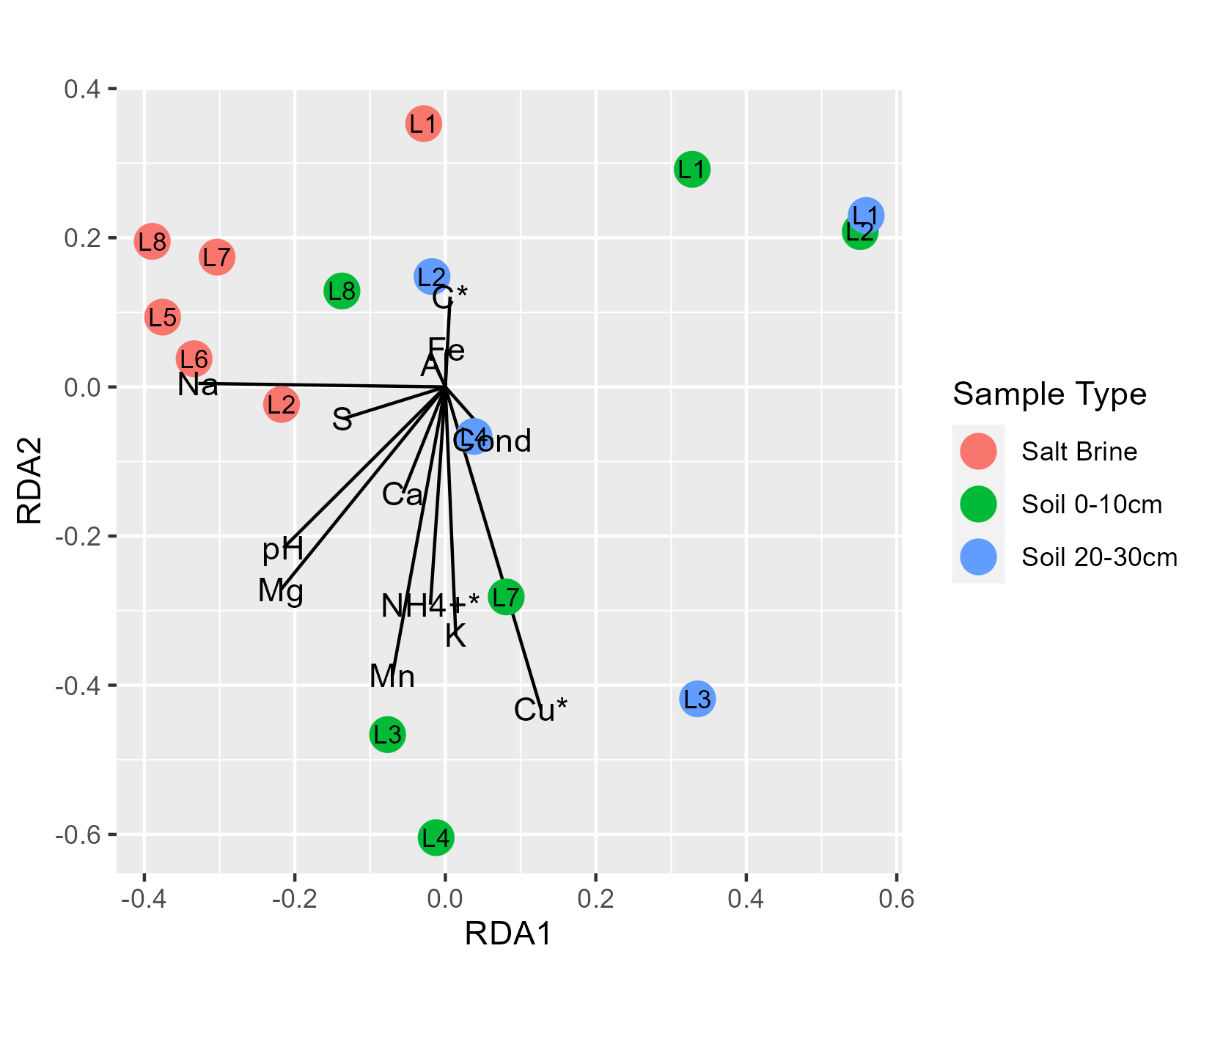 0.4
L1
L1
L1
L2
0.2
L8
L7
L2
L8
C*
L5
Fe
L6
0.0
Na
L2
S
L4
Cond
Sample Type
Salt Brine
Soil 0-10cm
Soil 20-30cm
RDA2
Ca
-0.2
pH
Mg
NH4+*
L7
K
Mn
-0.4
Cu*
L3
L3
-0.6
L4
-0.4
-0.2
0.0
0.2
0.4
0.6
RDA1